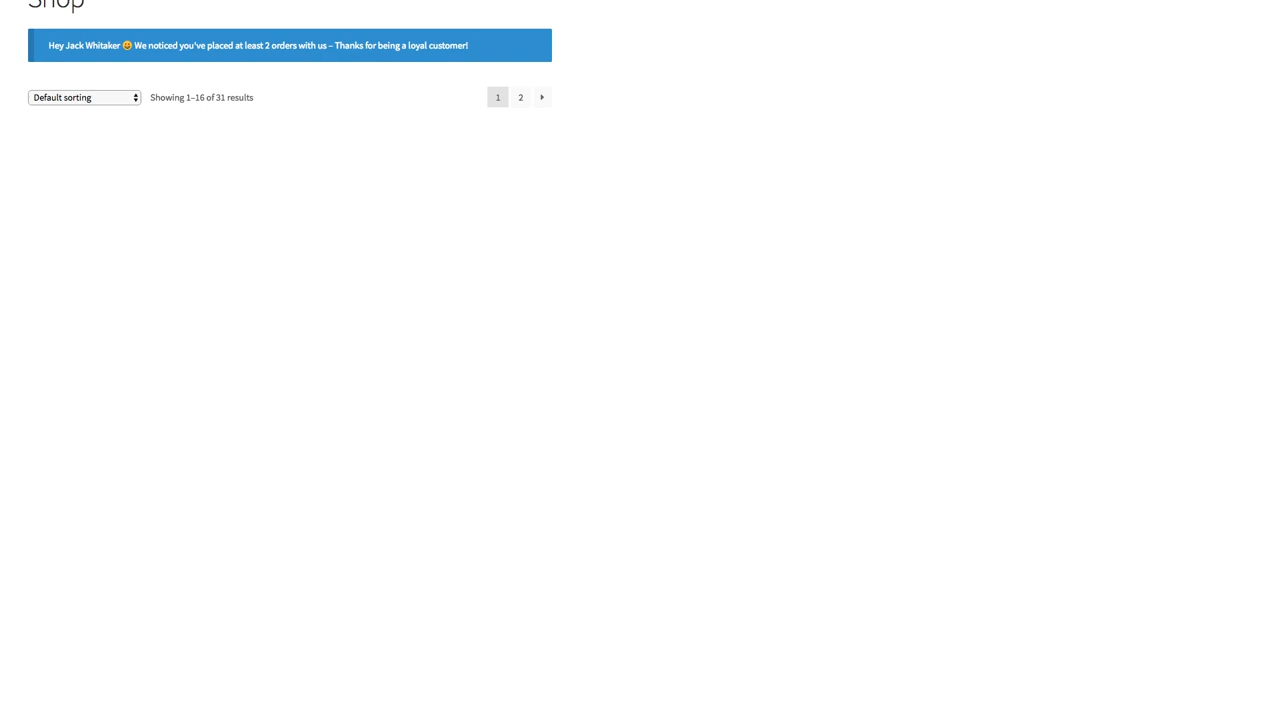 Shop
Hey Jack Whitaker 😀 We noticed you've placed at least 2 orders with us – Thanks for being a loyal customer!
Default sorting
Showing 1–16 of 31 results
1 2